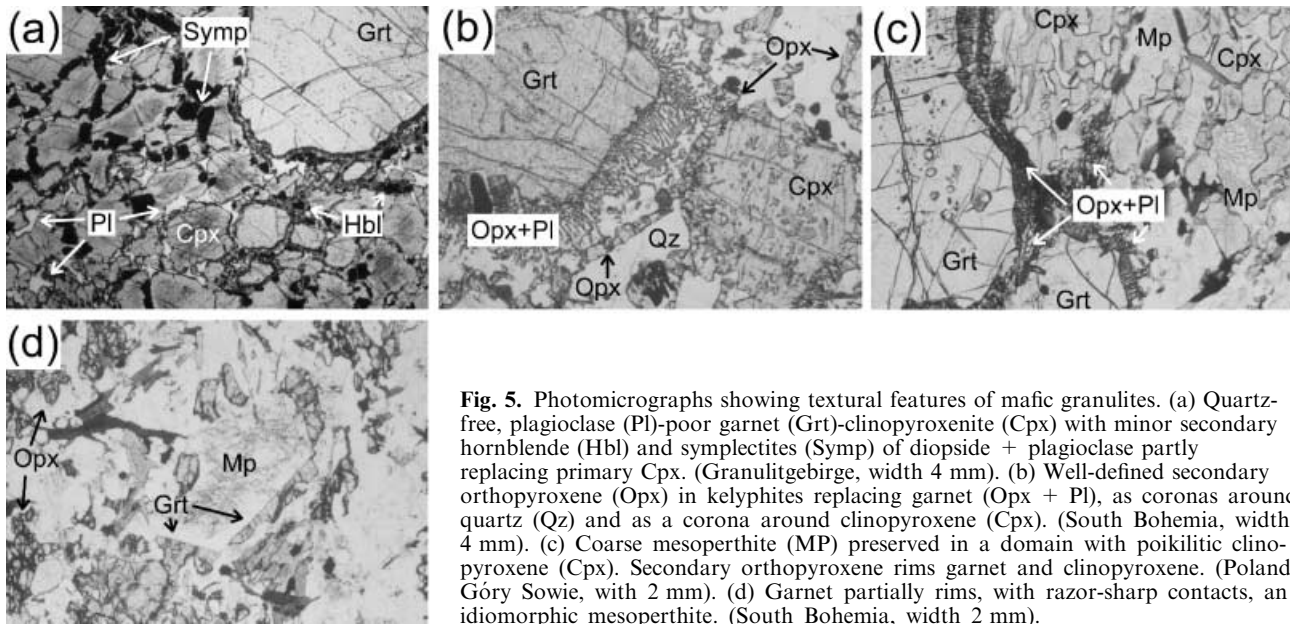 (a)
Symp
Grt
Pl
Cpx
Hbl
(b)
Opx
Grt
Cpx
Opx+Pl
Qz
Opx
(c)
Cpx
Mp
Cpx
Opx+Pl
Mp
Grt
Grt
(d)
Opx
Mp
Grt
Fig. 5. Photomicrographs showing textural features of mafic granulites. (a) Quartz-
free, plagioclase (Pl)-poor garnet (Grt)-clinopyroxenite (Cpx) with minor secondary
hornblende (Hbl) and symplectites (Symp) of diopside + plagioclase partly
replacing primary Cpx. (Granulitgebirge, width 4 mm). (b) Well-defined secondary
orthopyroxene (Opx) in kelyphites replacing garnet (Opx + Pl), as coronas around
quartz (Qz) and as a corona around clinopyroxene (Cpx). (South Bohemia, width
4 mm). (c) Coarse mesoperthite (MP) preserved in a domain with poikilitic clino-
pyroxene (Cpx). Secondary orthopyroxene rims garnet and clinopyroxene. (Poland
Góry Sowie, with 2 mm). (d) Garnet partially rims, with razor-sharp contacts, an
idiomorphic mesoperthite. (South Bohemia, width 2 mm).